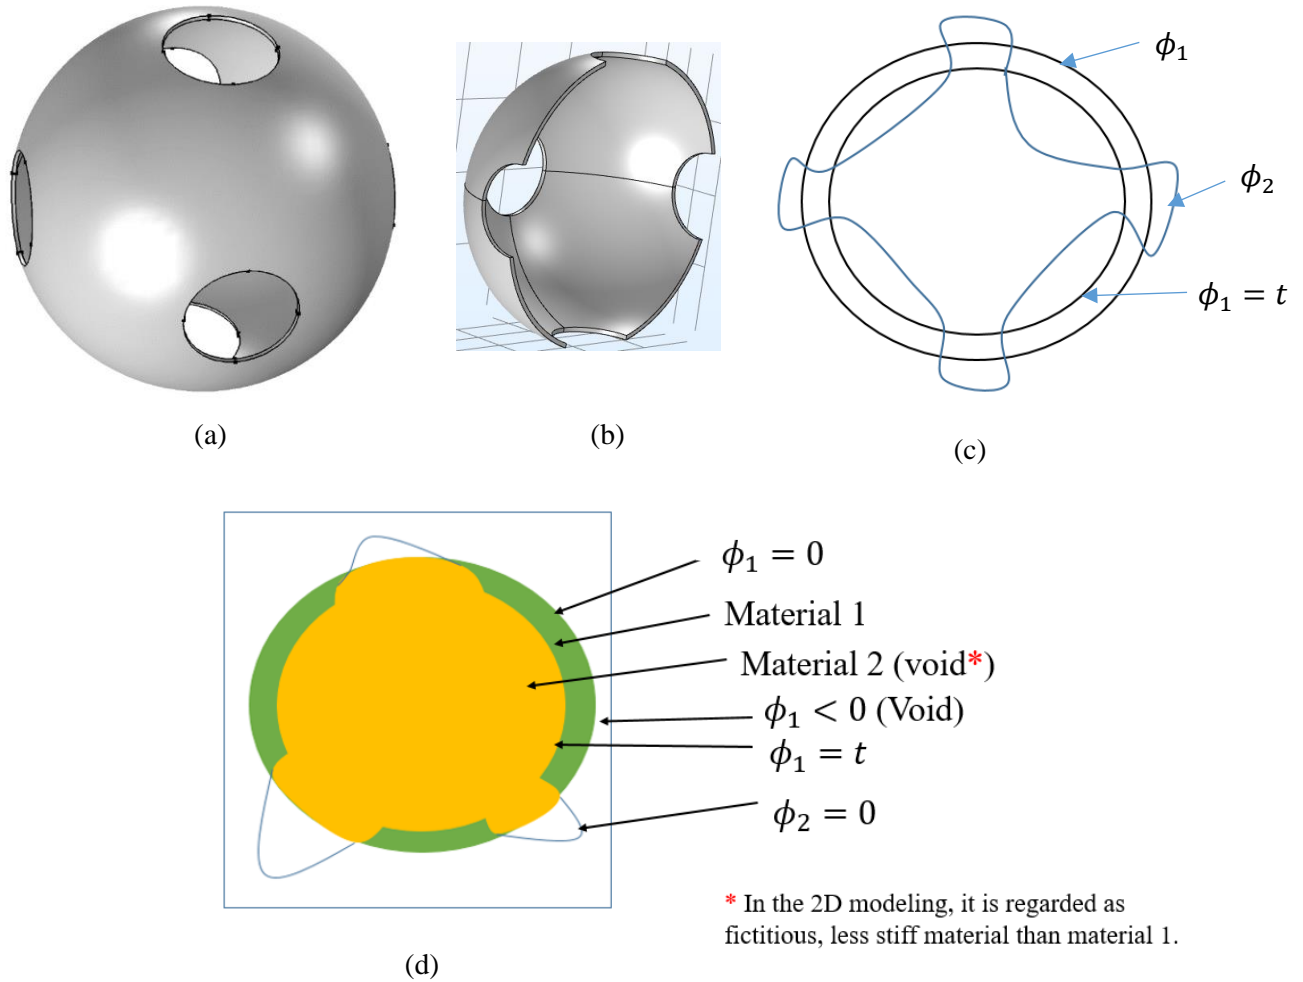 ϕ₁
ϕ₂
ϕ₁ = t
(a)
(b)
(c)
ϕ₁ = 0
Material 1
Material 2 (void*)
ϕ₁ < 0 (Void)
ϕ₁ = t
ϕ₂ = 0
* In the 2D modeling, it is regarded as
fictitious, less stiff material than material 1.
(d)